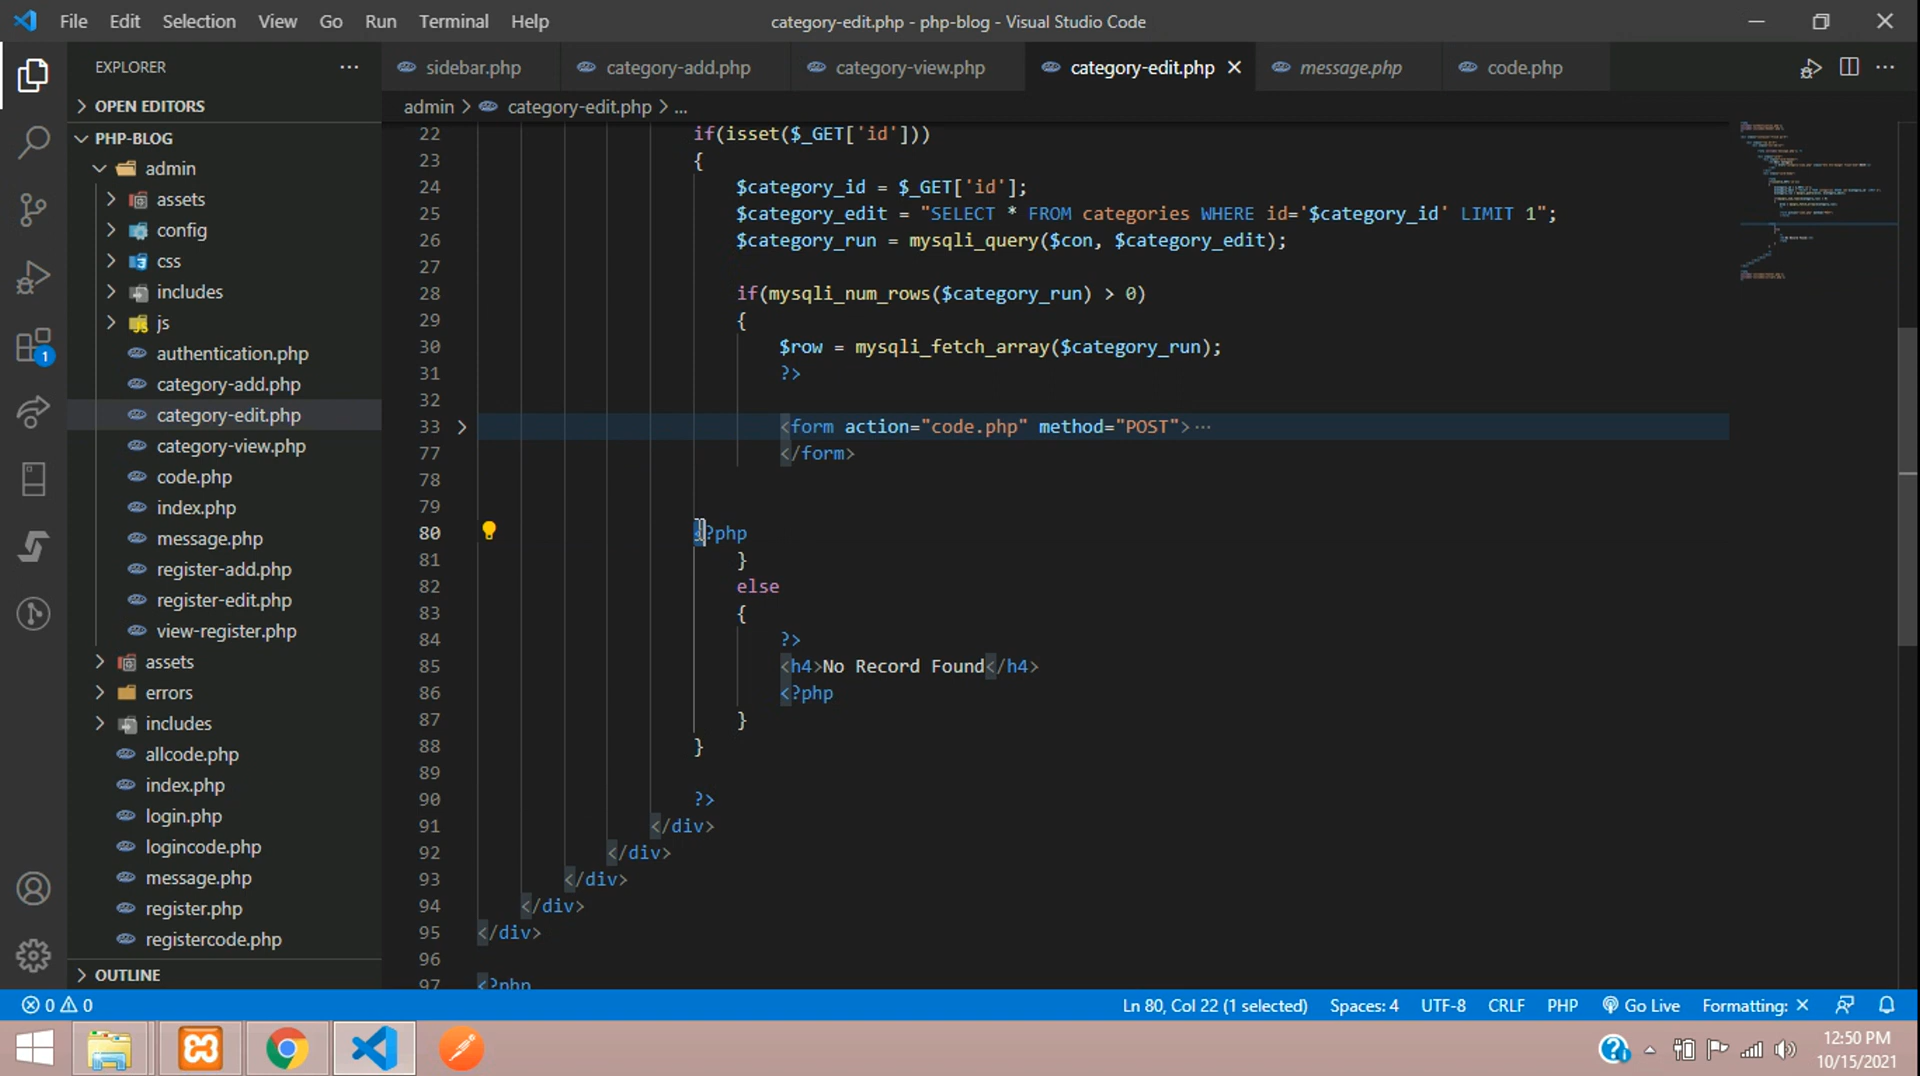 File Edit Selection View Go Run Terminal Help category-edit.php - php-blog - Visual Studio Code
EXPLORER ··· sidebar.php category-add.php category-view.php category-edit.php message.php code.php ···
OPEN EDITORS
admin > category-edit.php > ...
PHP-BLOG
admin
assets
config
css
includes
js
authentication.php
category-add.php
category-edit.php
category-view.php
code.php
index.php
message.php
register-add.php
register-edit.php
view-register.php
assets
errors
includes
allcode.php
index.php
login.php
logincode.php
message.php
register.php
registercode.php
OUTLINE
1
22 if(isset($_GET['id']))
23 {
24 $category_id = $_GET['id'];
25 $category_edit = "SELECT * FROM categories WHERE id='$category_id' LIMIT 1";
26 $category_run = mysqli_query($con, $category_edit);
27
28 if(mysqli_num_rows($category_run) > 0)
29 {
30 $row = mysqli_fetch_array($category_run);
31 ?>
32
33 <form action="code.php" method="POST">···
77 </form>
78
79
80 <?php
81 }
82 else
83 {
84 ?>
85 <h4>No Record Found</h4>
86 <?php
87 }
88 }
89
90 ?>
91 </div>
92 </div>
93 </div>
94 </div>
95 </div>
96
97 <?php
0 0 Ln 80, Col 22 (1 selected) Spaces: 4 UTF-8 CRLF PHP Go Live Formatting: ×
12:50 PM
10/15/2021